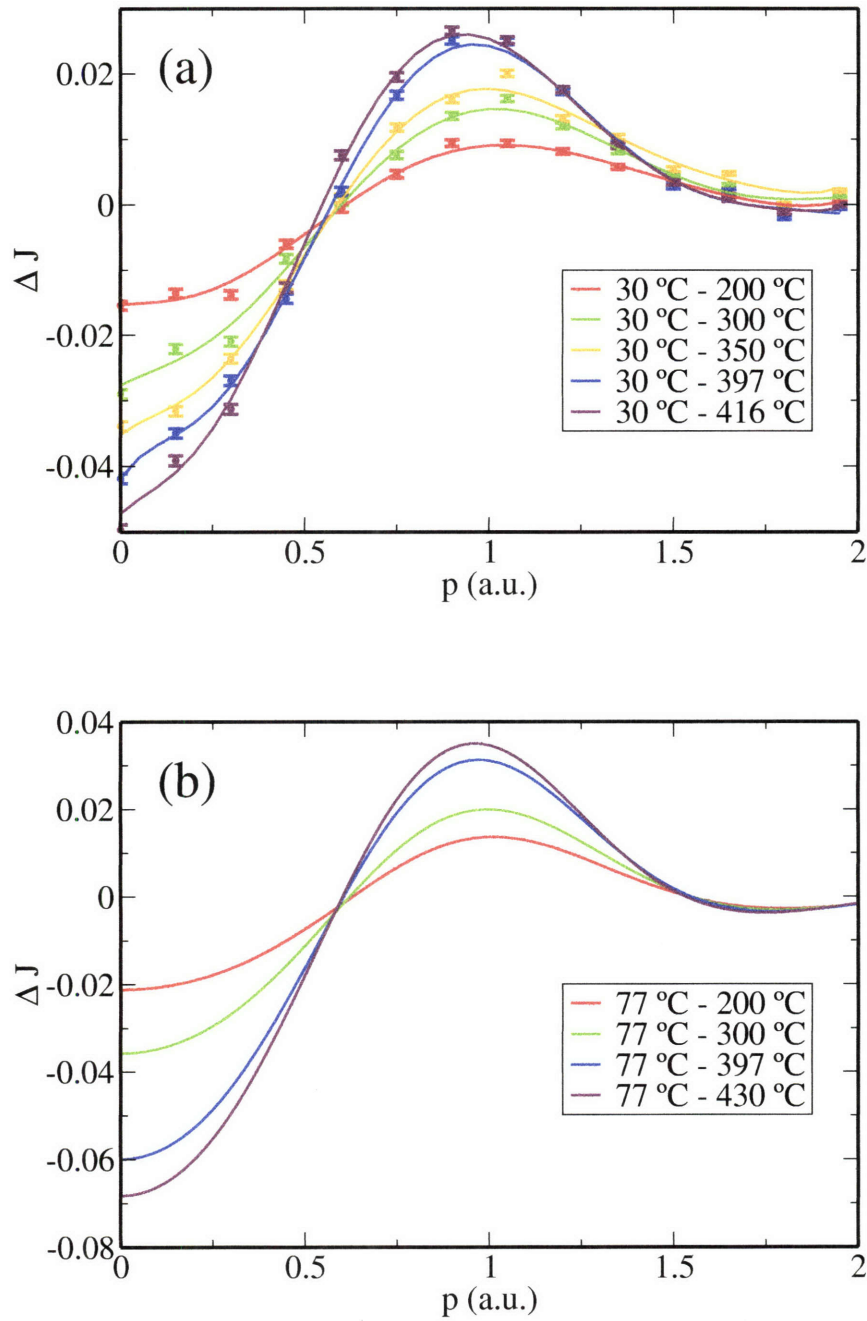 (a)
0.02
0
-0.02
-0.04
Δ J
30 ºC - 200 ºC
30 ºC - 300 ºC
30 ºC - 350 ºC
30 ºC - 397 ºC
30 ºC - 416 ºC
0 0.5 1 1.5 2
p (a.u.)
(b)
0.04
0.02
0
-0.02
-0.04
-0.06
-0.08
Δ J
77 ºC - 200 ºC
77 ºC - 300 ºC
77 ºC - 397 ºC
77 ºC - 430 ºC
0 0.5 1 1.5 2
p (a.u.)